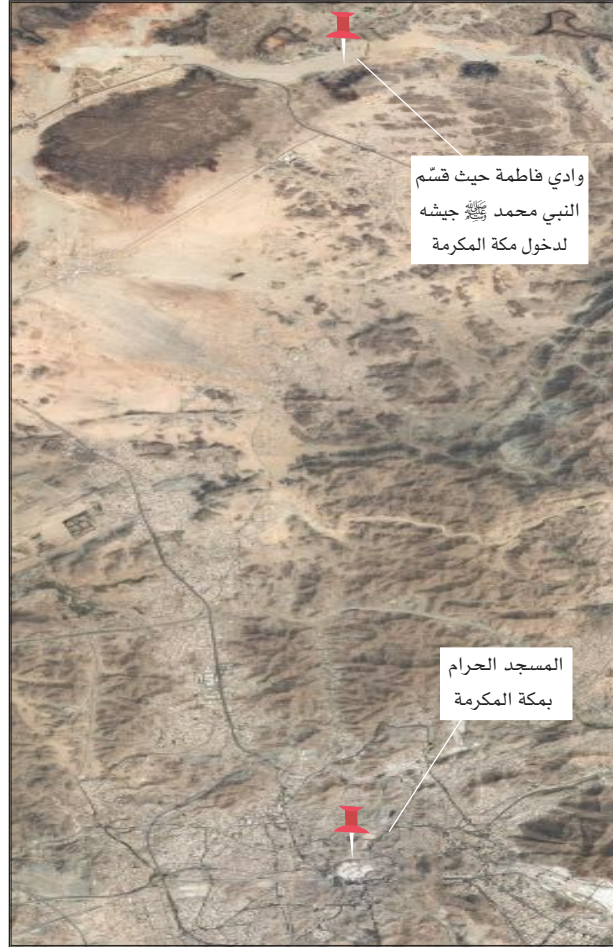 وادي فاطمة حيث قسّم
النبي محمد ﷺ جيشه
لدخول مكة المكرمة
المسجد الحرام
بمكة المكرمة